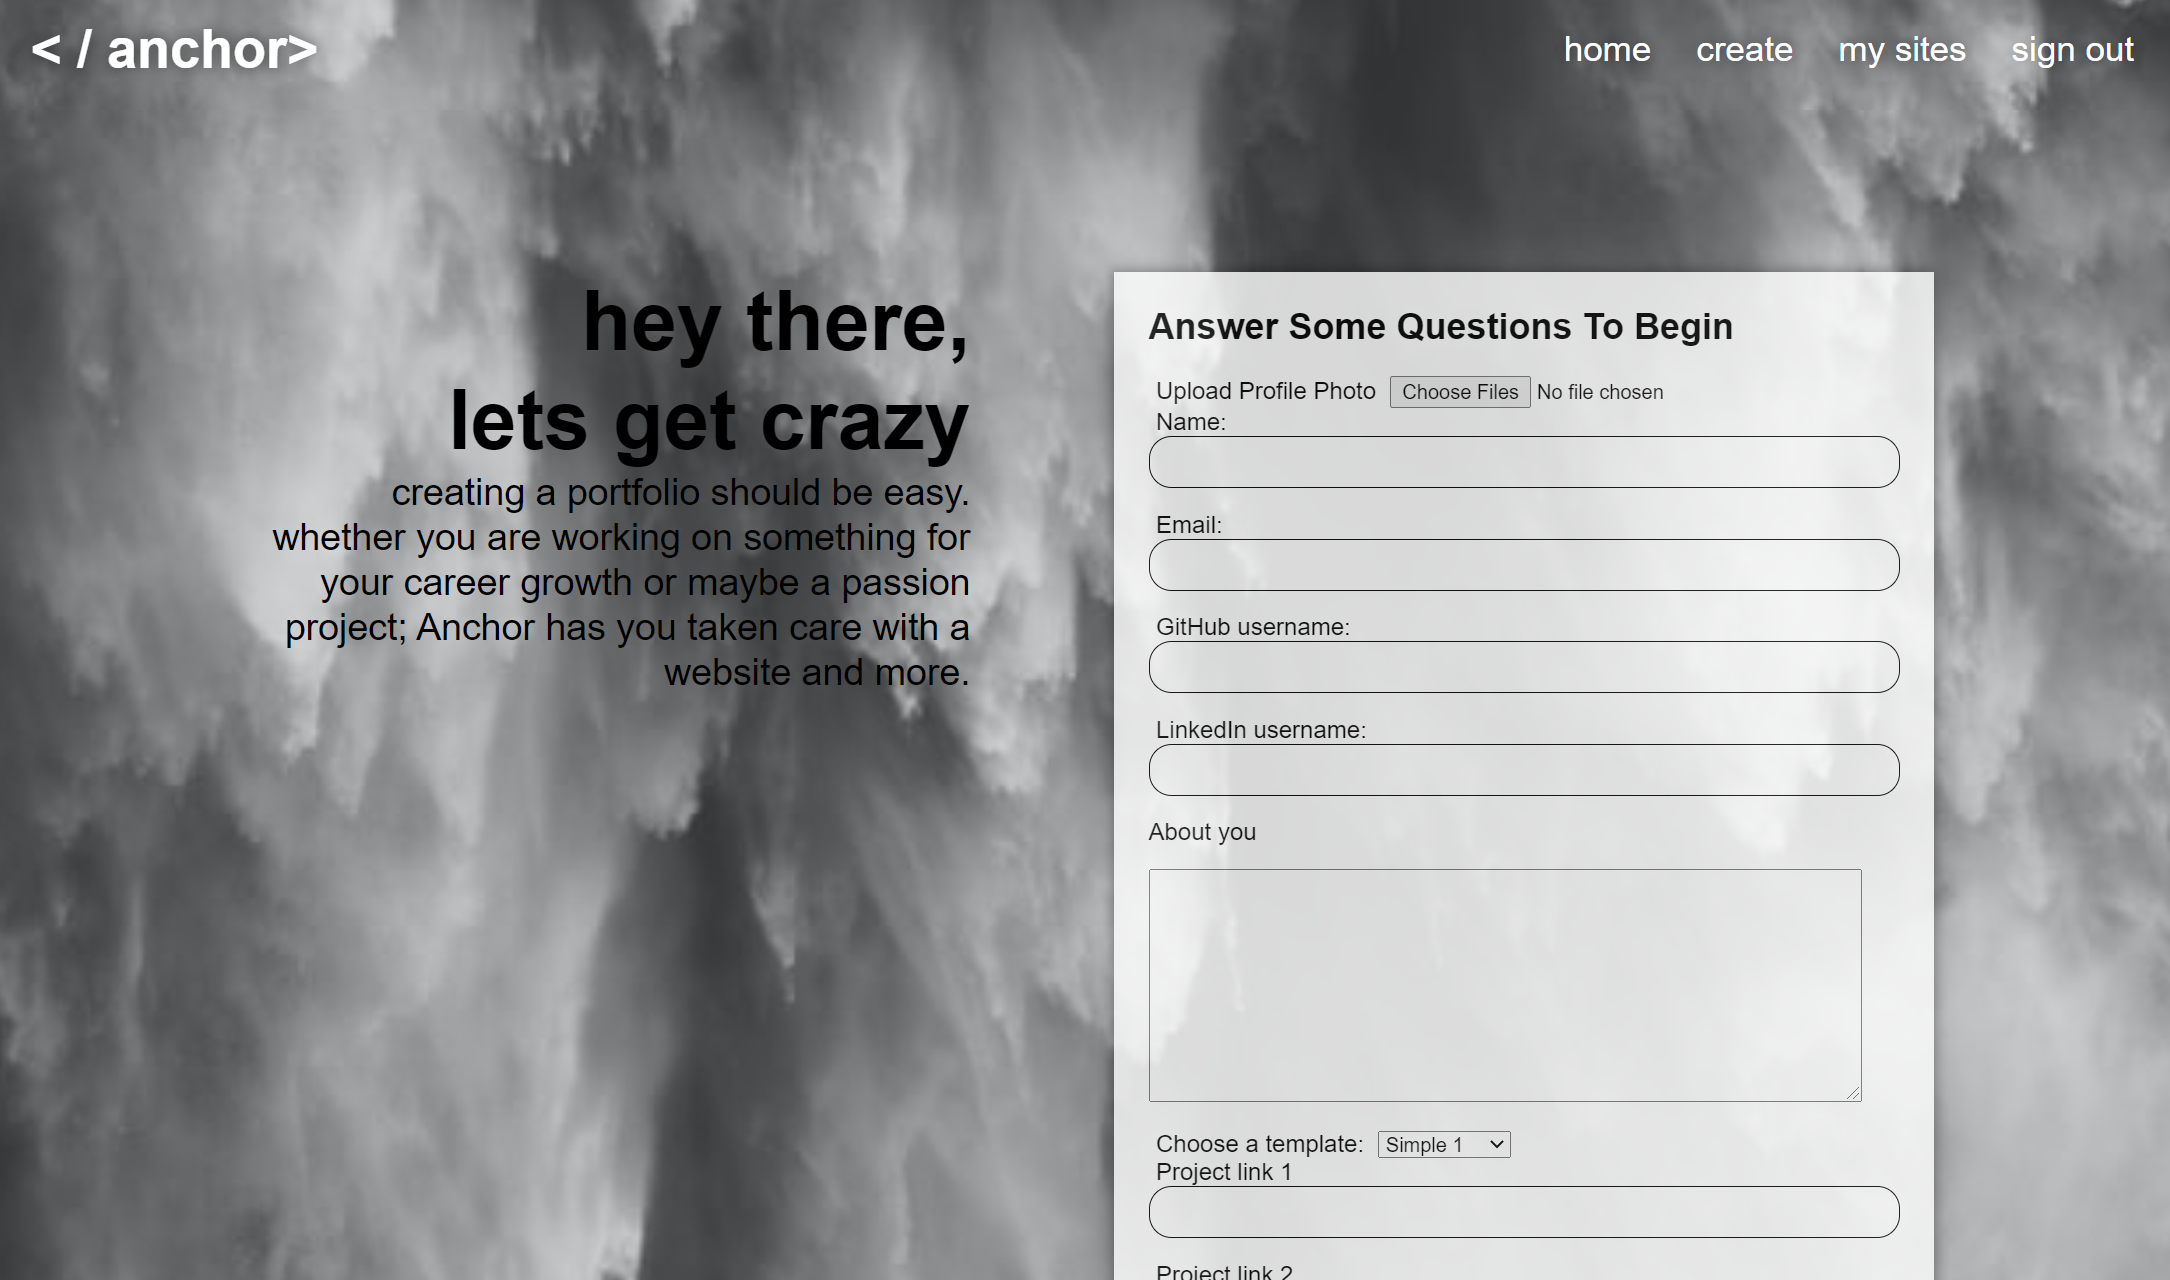 < / anchor>
home create my sites sign out
hey there,
lets get crazy
creating a portfolio should be easy.
whether you are working on something for
your career growth or maybe a passion
project; Anchor has you taken care with a
website and more.
Answer Some Questions To Begin
Upload Profile Photo Choose Files No file chosen
Name:
Email:
GitHub username:
LinkedIn username:
About you
Choose a template: Simple 1
Project link 1
Project link 2